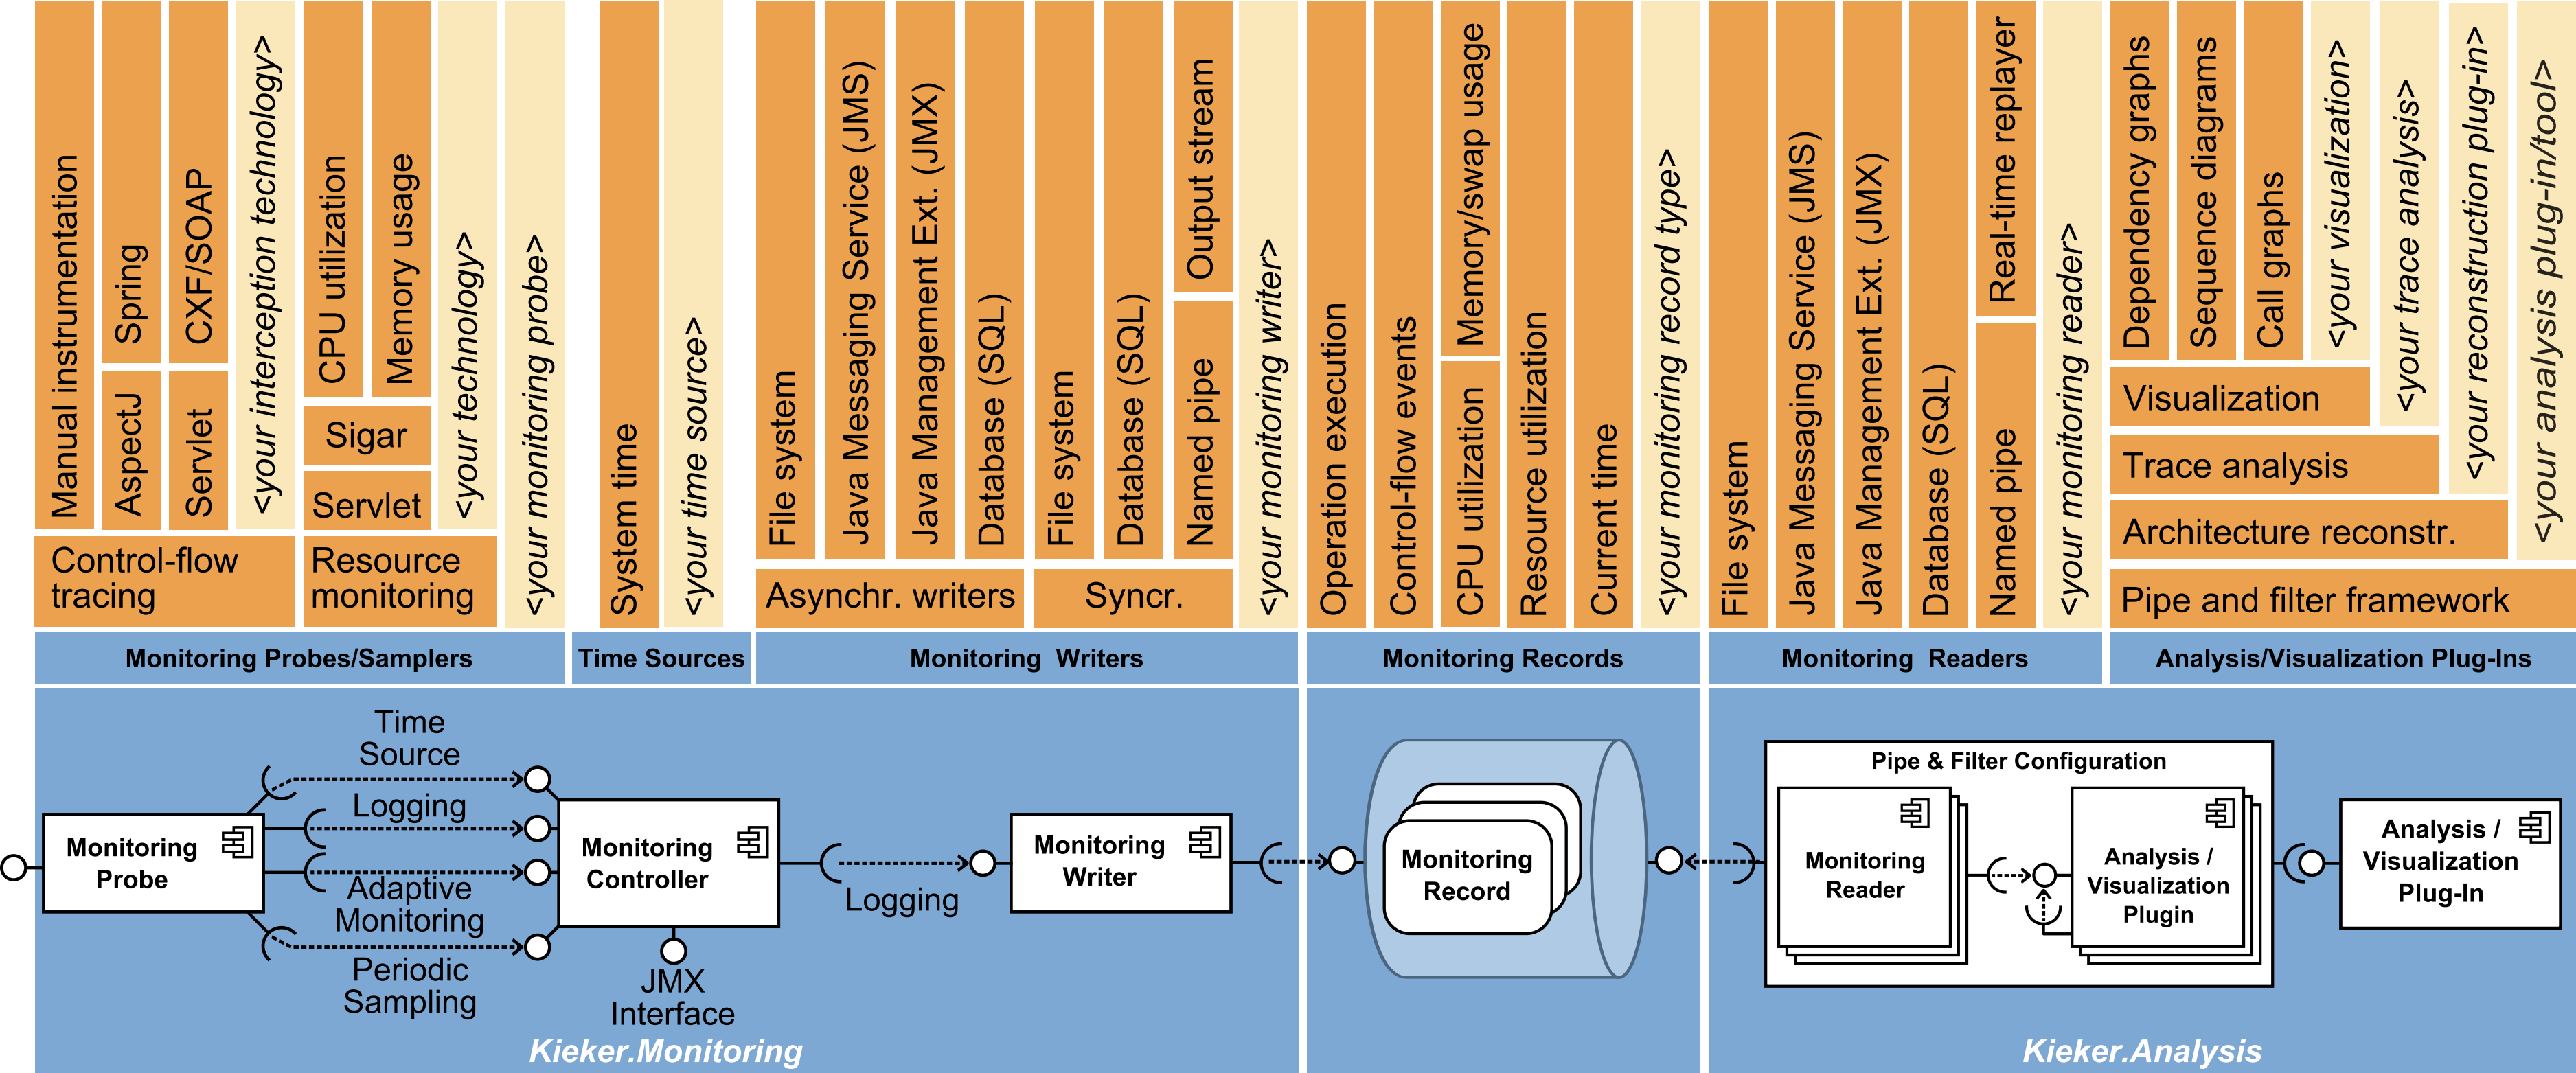 Manual instrumentation
Spring
AspectJ
CXF/SOAP
Servlet
<your interception technology>
CPU utilization
Memory usage
Sigar
Servlet
<your technology>
<your monitoring probe>
Control-flow
tracing
Resource
monitoring
System time
<your time source>
File system
Java Messaging Service (JMS)
Java Management Ext. (JMX)
Database (SQL)
File system
Database (SQL)
Output stream
Named pipe
<your monitoring writer>
Asynchr. writers
Syncr.
Operation execution
Control-flow events
Memory/swap usage
CPU utilization
Resource utilization
Current time
<your monitoring record type>
File system
Java Messaging Service (JMS)
Java Management Ext. (JMX)
Database (SQL)
Real-time replayer
Named pipe
<your monitoring reader>
Dependency graphs
Sequence diagrams
Call graphs
<your visualization>
<your trace analysis>
<your reconstruction plug-in>
<your analysis plug-in/tool>
Visualization
Trace analysis
Architecture reconstr.
Pipe and filter framework
Monitoring Probes/Samplers
Time Sources
Monitoring Writers
Monitoring Records
Monitoring Readers
Analysis/Visualization Plug-Ins
Time
Source
Logging
Adaptive
Monitoring
Periodic
Sampling
Monitoring
Probe
Monitoring
Controller
JMX
Interface
Logging
Monitoring
Writer
Monitoring
Record
Pipe & Filter Configuration
Monitoring
Reader
Analysis /
Visualization
Plugin
Analysis /
Visualization
Plug-In
Kieker.Monitoring
Kieker.Analysis